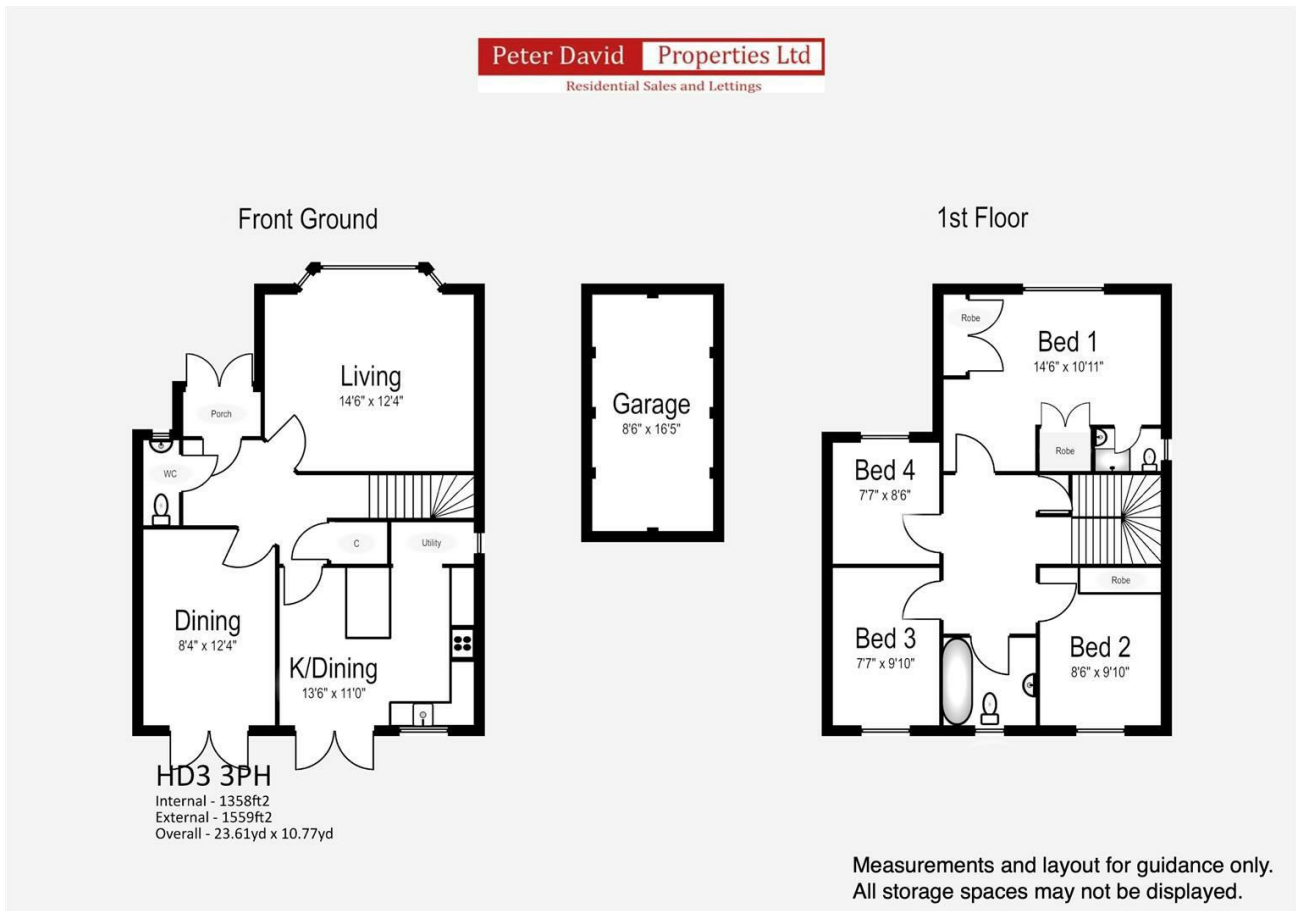 Peter David Properties Ltd
Residential Sales and Lettings
Front Ground
Living
14'6" x 12'4"
Porch
WC
C
Utility
Dining
8'4" x 12'4"
K/Dining
13'6" x 11'0"
Garage
8'6" x 16'5"
1st Floor
Robe
Bed 1
14'6" x 10'11"
Robe
Bed 4
7'7" x 8'6"
Robe
Bed 3
7'7" x 9'10"
Bed 2
8'6" x 9'10"
HD3 3PH
Internal - 1358ft2
External - 1559ft2
Overall - 23.61yd x 10.77yd
Measurements and layout for guidance only.
All storage spaces may not be displayed.